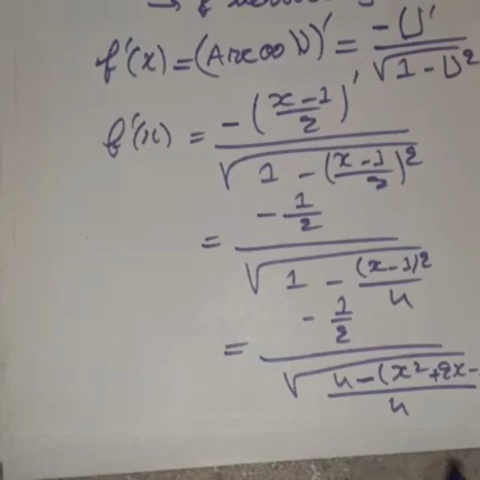 f'(x) = (Arccos U)' = -U' / √(1 - U²)
f'(x) = -((x-1)/2)' / √(1 - ((x-1)/2)²)
= -1/2 / √(1 - (x-1)²/4)
= -1/2 / √((4-(x²+2x-)/4)